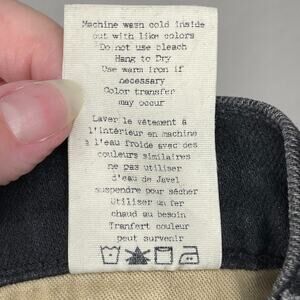 Machine wash cold inside
out with like colors
Do not use bleach
Hang to Dry
Use warm iron if
necessary
Color transfer
may occur
Laver le vêtement à
l'intérieur en machine
à l'eau froide avec des
couleurs similaires
ne pas utiliser
d'eau de Javel
suspendre pour sécher
Utiliser un fer
chaud au besoin
Tranfert couleur
peut survenir